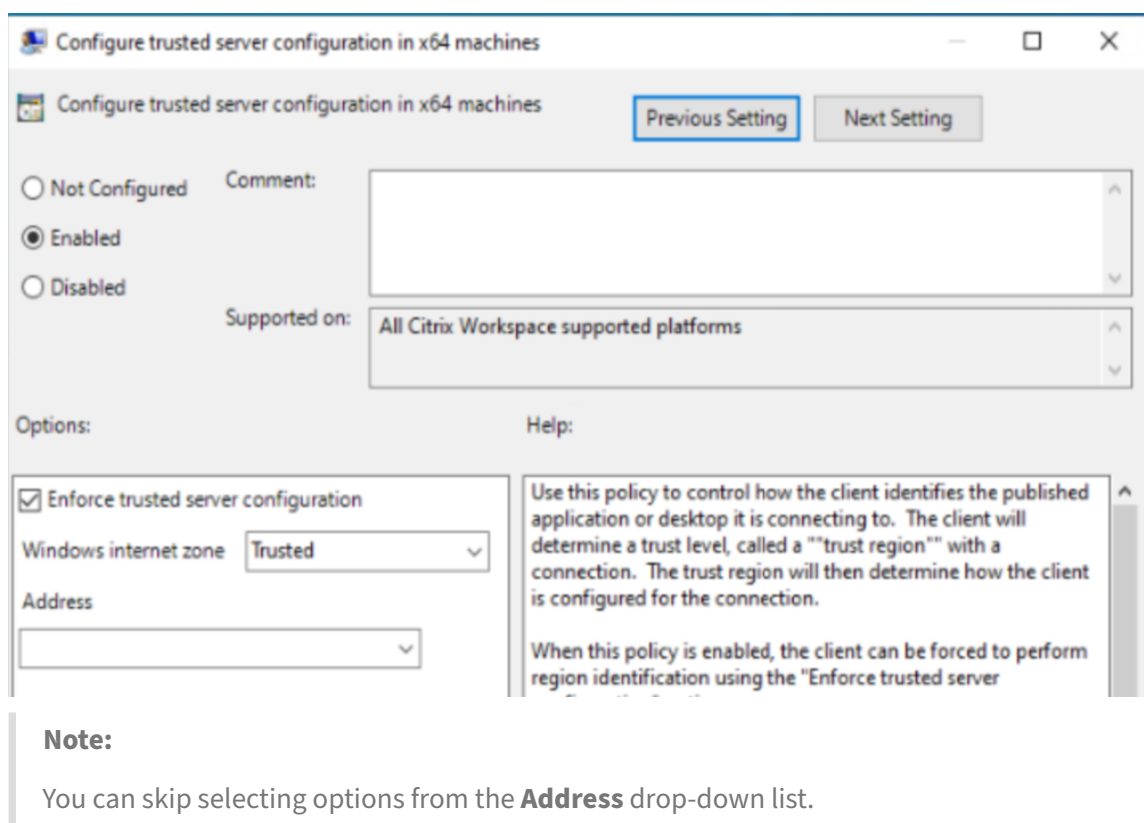 Configure trusted server configuration in x64 machines
Configure trusted server configuration in x64 machines
Previous Setting
Next Setting
Not Configured
Comment:
Enabled
Disabled
Supported on:
All Citrix Workspace supported platforms
Options:
Help:
Enforce trusted server configuration
Windows internet zone
Trusted
Address
Use this policy to control how the client identifies the published
application or desktop it is connecting to. The client will
determine a trust level, called a ""trust region"" with a
connection. The trust region will then determine how the client
is configured for the connection.
When this policy is enabled, the client can be forced to perform
region identification using the "Enforce trusted server
Note:
You can skip selecting options from the Address drop-down list.